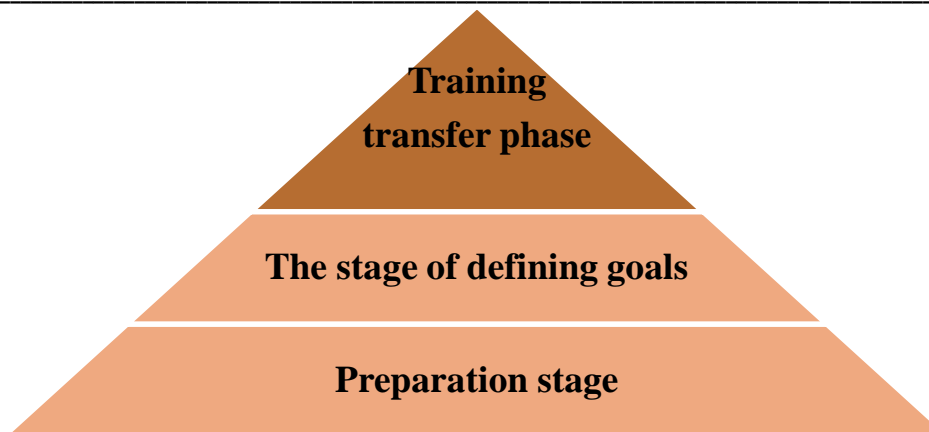 Training
transfer phase
The stage of defining goals
Preparation stage